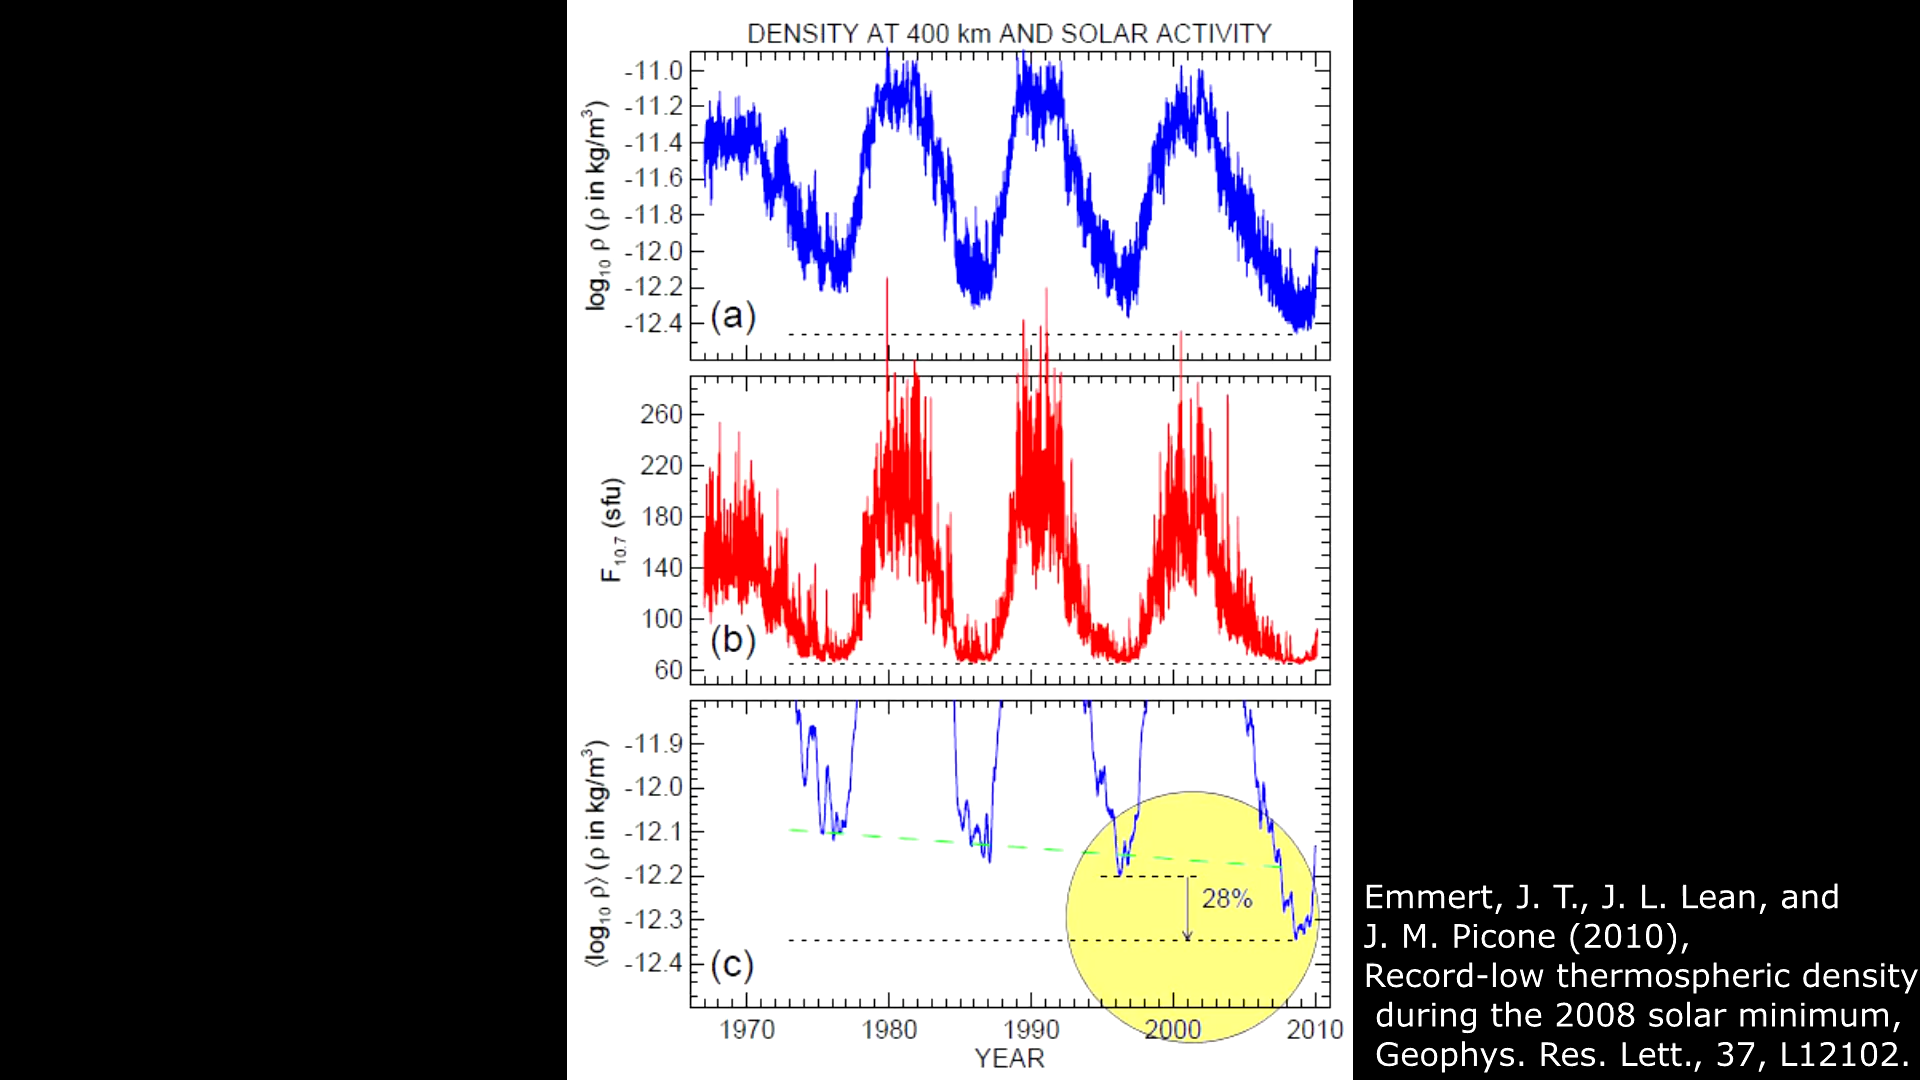 DENSITY AT 400 km AND SOLAR ACTIVITY
-11.0
-11.2
-11.4
-11.6
-11.8
-12.0
-12.2
-12.4
log10 ρ (ρ in kg/m3)
(a)
260
220
180
140
100
60
F10.7 (sfu)
(b)
-11.9
-12.0
-12.1
-12.2
-12.3
-12.4
⟨log10 ρ⟩ (ρ in kg/m3)
28%
(c)
1970 1980 1990 2000 2010
YEAR
Emmert, J. T., J. L. Lean, and
J. M. Picone (2010),
Record-low thermospheric density
during the 2008 solar minimum,
Geophys. Res. Lett., 37, L12102.